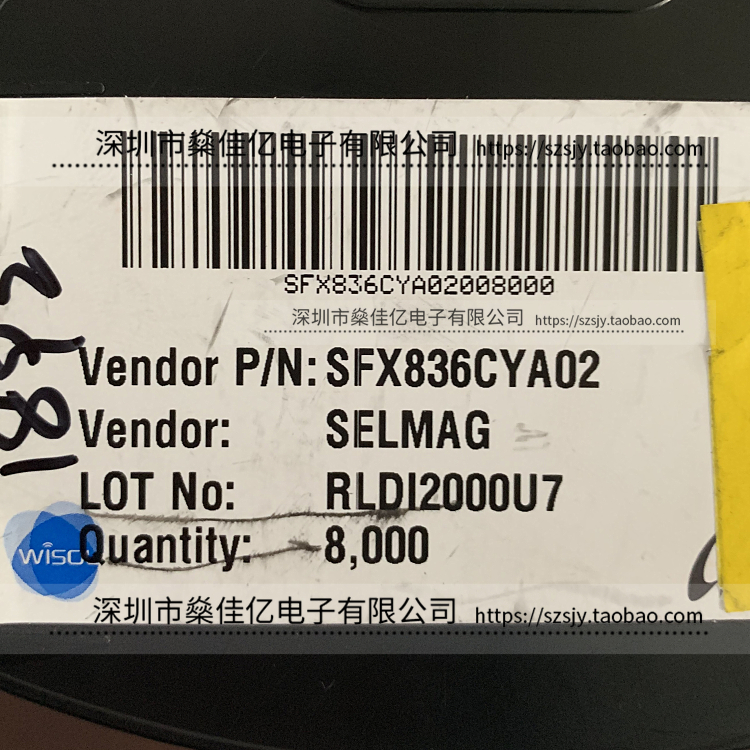 深圳市燊佳亿电子有限公司 https://szsjy.taobao.com
SFX836CYA02008000
深圳市燊佳亿电子有限公司 https://szsjy.taobao.com
Vendor P/N: SFX836CYA02
Vendor: SELMAG
LOT No: RLDI2000U7
Quantity: 8,000
WISOL
深圳市燊佳亿电子有限公司 https://szsjy.taobao.com